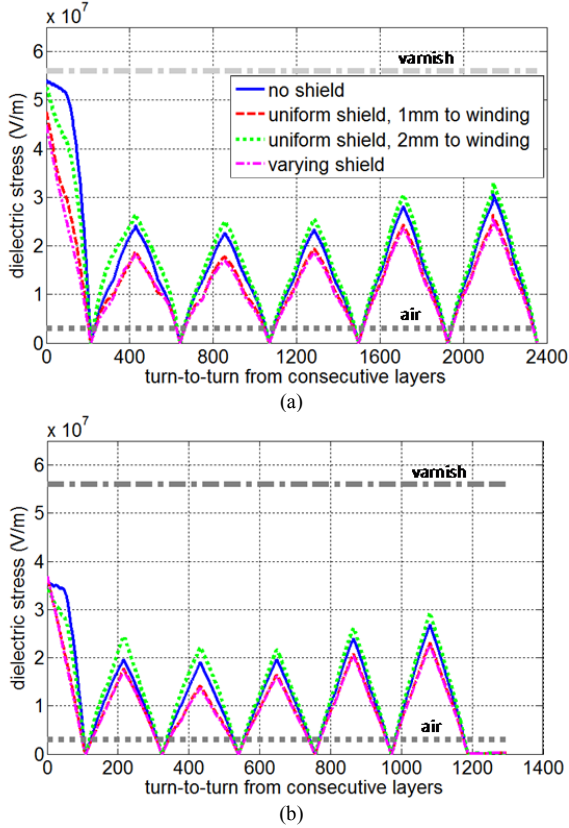 x 10^7
6
5
4
3
2
1
0
dielectric stress (V/m)
varnish
no shield
uniform shield, 1mm to winding
uniform shield, 2mm to winding
varying shield
air
0 400 800 1200 1600 2000 2400
turn-to-turn from consecutive layers
(a)
x 10^7
6
5
4
3
2
1
0
dielectric stress (V/m)
varnish
air
0 200 400 600 800 1000 1200 1400
turn-to-turn from consecutive layers
(b)